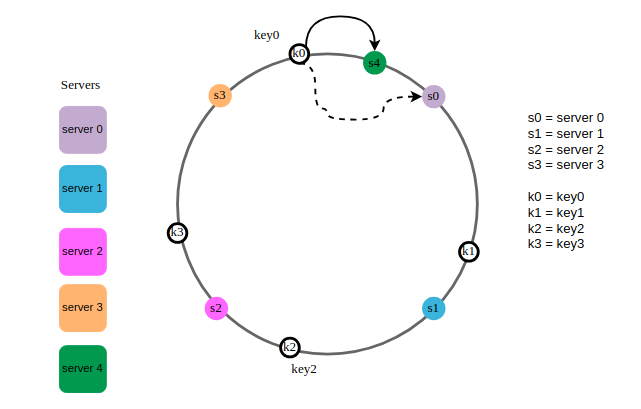 key0
k0
s4
s3
s0
Servers
server 0
server 1
server 2
server 3
server 4
k3
k1
s2
s1
k2
key2
s0 = server 0
s1 = server 1
s2 = server 2
s3 = server 3
k0 = key0
k1 = key1
k2 = key2
k3 = key3